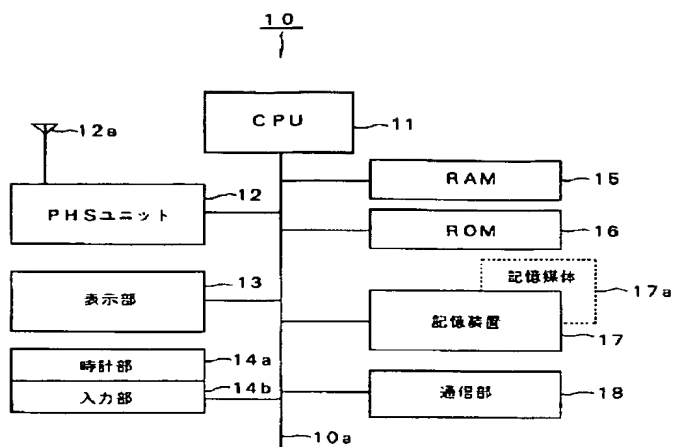 10
CPU
11
12a
12
PHSユニット
RAM
15
ROM
16
13
表示部
記憶媒体
17a
記憶装置
17
時計部
14a
入力部
14b
通信部
18
10a